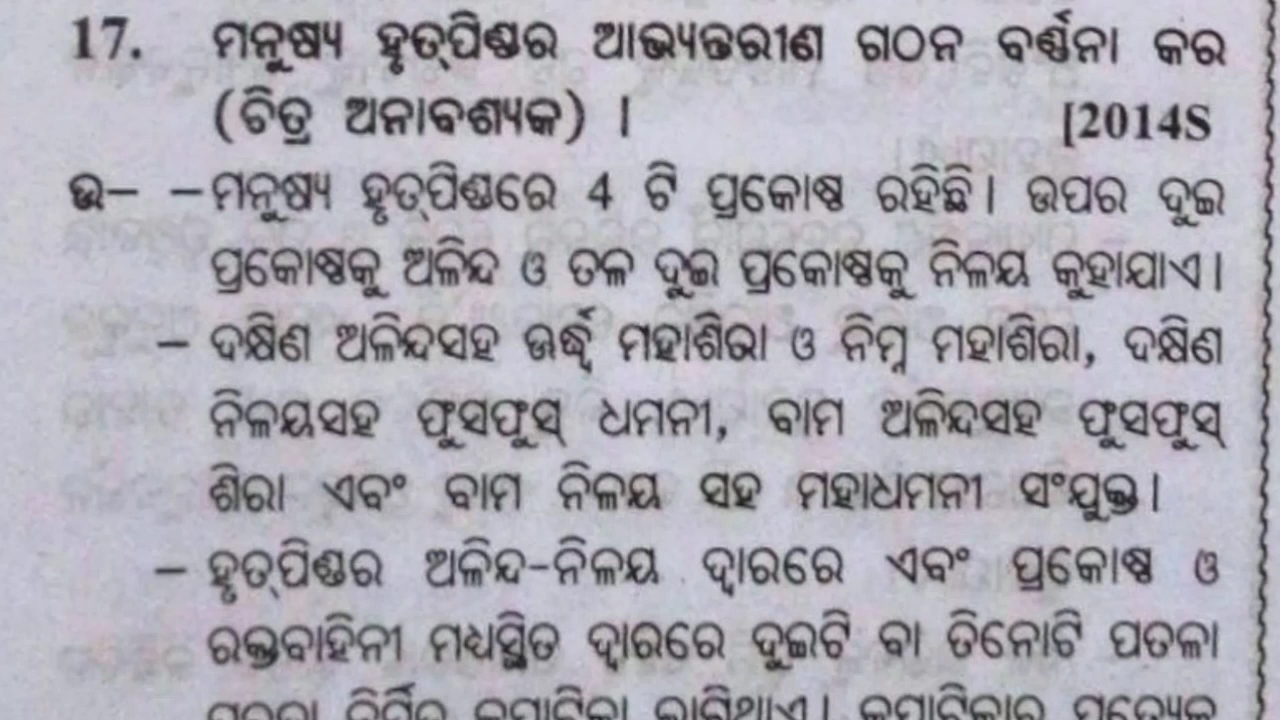 17. ମନୁଷ୍ୟ ହୃତ୍‌ପିଣ୍ଡର ଆଭ୍ୟନ୍ତରୀଣ ଗଠନ ବର୍ଣ୍ଣନା କର
(ଚିତ୍ର ଅନାବଶ୍ୟକ) । [2014S
ଉ– –ମନୁଷ୍ୟ ହୃତ୍‌ପିଣ୍ଡରେ 4 ଟି ପ୍ରକୋଷ୍ଠ ରହିଛି। ଉପର ଦୁଇ
ପ୍ରକୋଷ୍ଠକୁ ଅଳିନ୍ଦ ଓ ତଳ ଦୁଇ ପ୍ରକୋଷ୍ଠକୁ ନିଳୟ କୁହାଯାଏ।
– ଦକ୍ଷିଣ ଅଳିନ୍ଦସହ ଊର୍ଦ୍ଧ୍ୱ ମହାଶିଭା ଓ ନିମ୍ନ ମହାଶିରା, ଦକ୍ଷିଣ
ନିଳୟସହ ଫୁସଫୁସ୍ ଧମନୀ, ବାମ ଅଳିନ୍ଦସହ ଫୁସଫୁସ୍
ଶିରା ଏବଂ ବାମ ନିଳୟ ସହ ମହାଧମନୀ ସଂଯୁକ୍ତ।
– ହୃତ୍‌ପିଣ୍ଡର ଅଳିନ୍ଦ-ନିଳୟ ଦ୍ୱାରରେ ଏବଂ ପ୍ରକୋଷ୍ଠ ଓ
ରକ୍ତବାହିନୀ ମଧ୍ୟସ୍ଥିତ ଦ୍ୱାରରେ ଦୁଇଟି ବା ତିନୋଟି ପତଳା